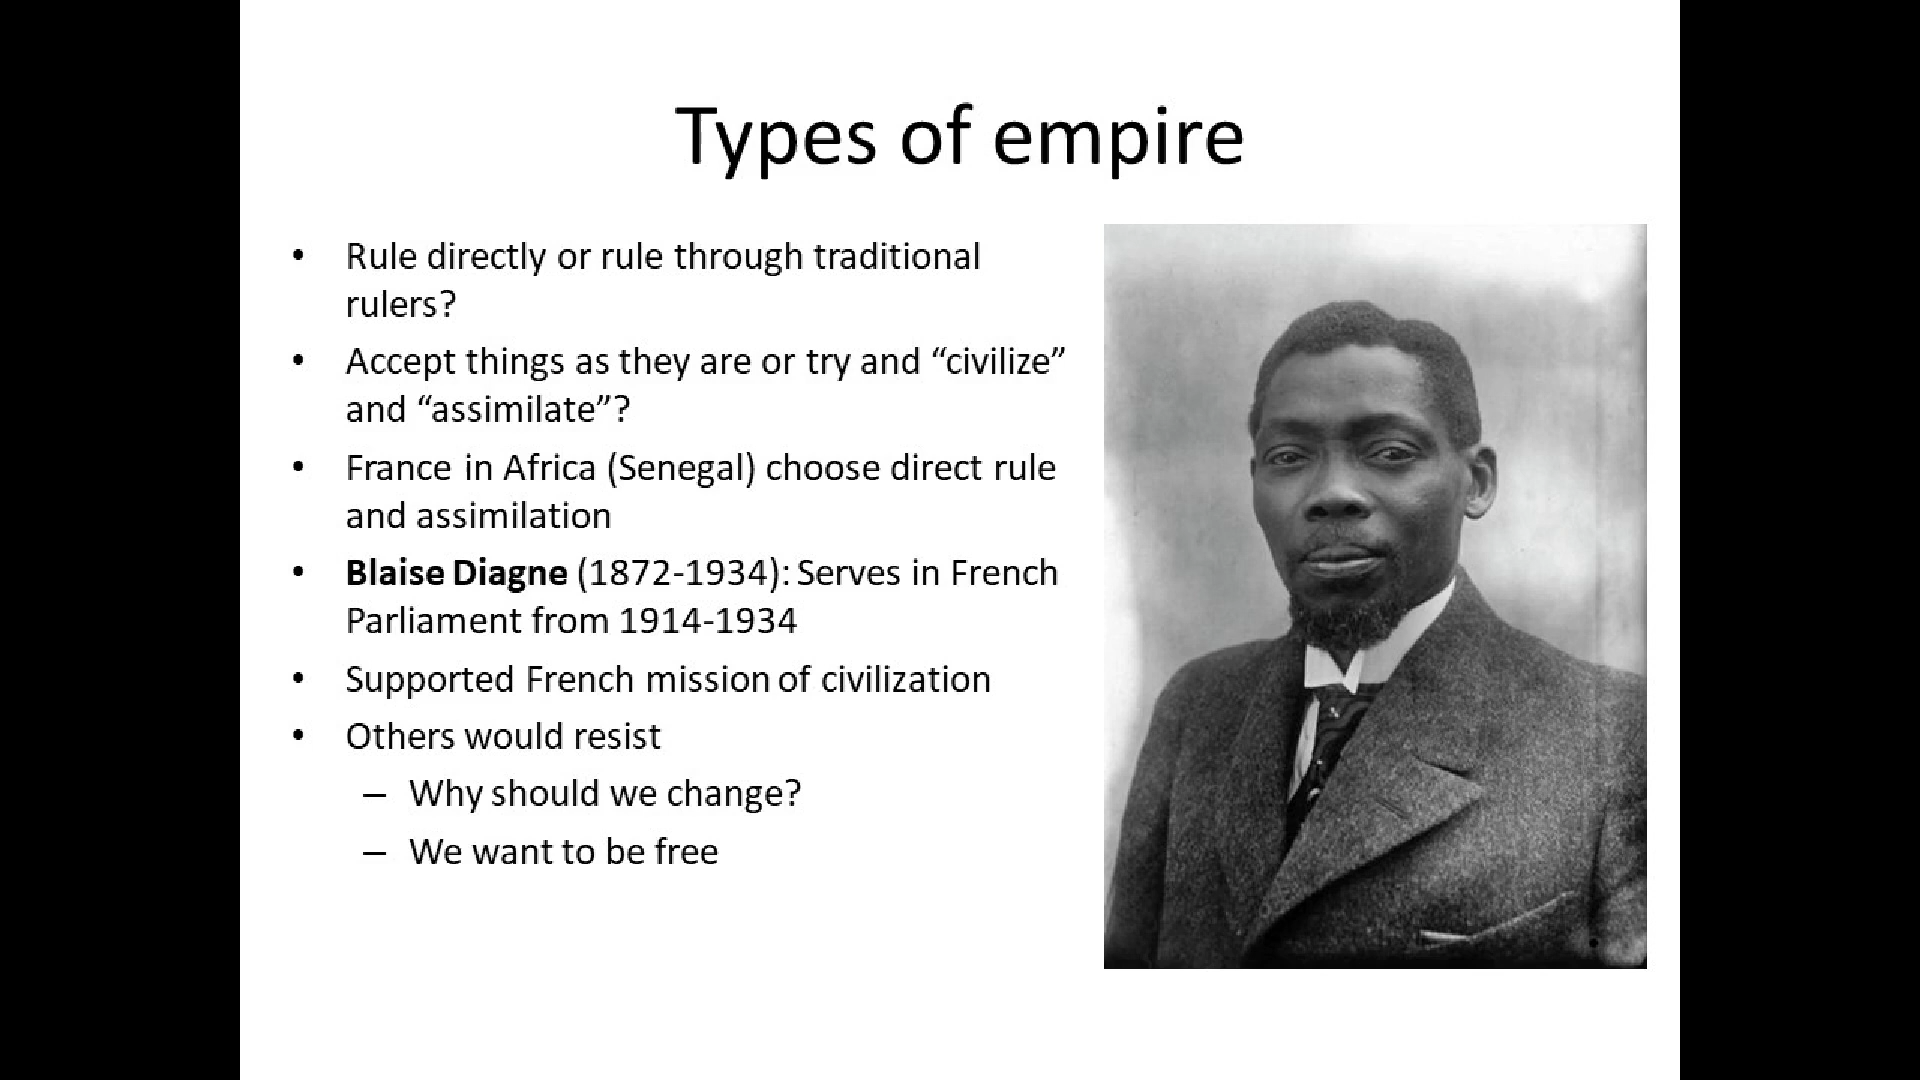 Types of empire
• Rule directly or rule through traditional
rulers?
• Accept things as they are or try and “civilize”
and “assimilate”?
• France in Africa (Senegal) choose direct rule
and assimilation
• Blaise Diagne (1872-1934): Serves in French
Parliament from 1914-1934
• Supported French mission of civilization
• Others would resist
– Why should we change?
– We want to be free